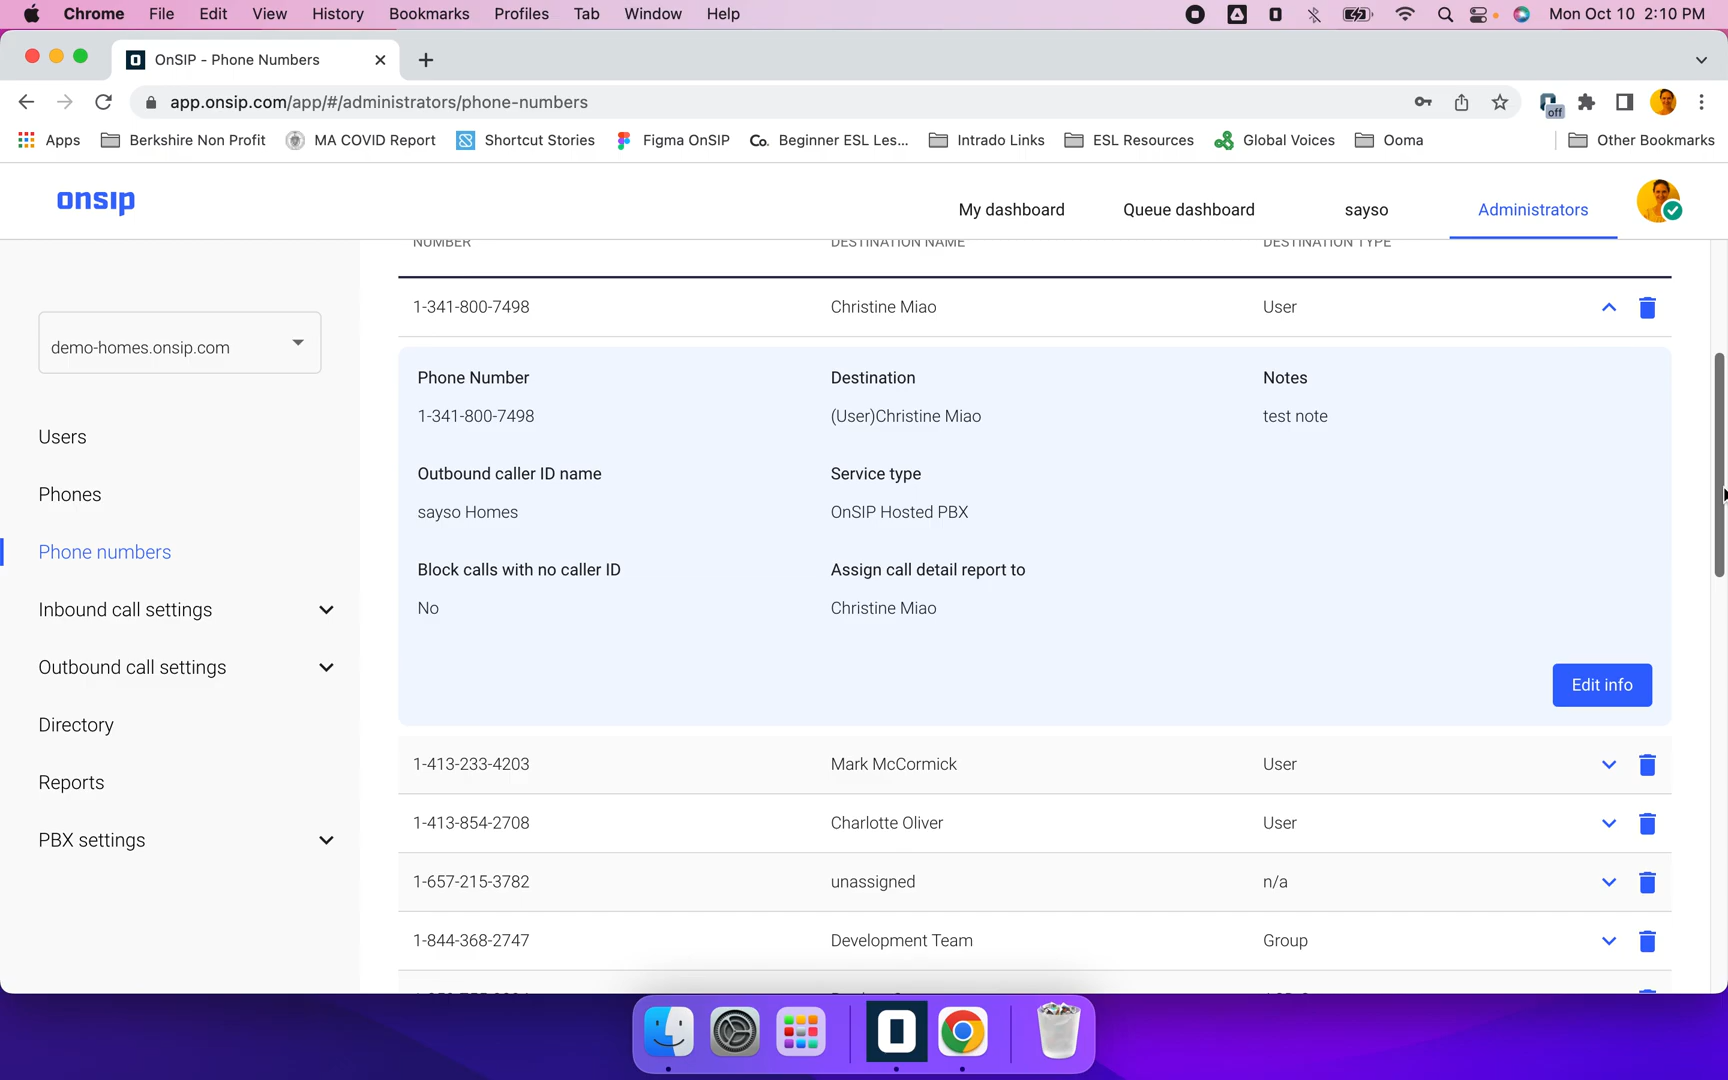 Chrome File Edit View History Bookmarks Profiles Tab Window Help Mon Oct 10 2:10 PM
OnSIP - Phone Numbers
app.onsip.com/app/#/administrators/phone-numbers
off
Apps Berkshire Non Profit MA COVID Report Shortcut Stories Figma OnSIP Co. Beginner ESL Les... Intrado Links ESL Resources Global Voices Ooma Other Bookmarks
onsip
My dashboard Queue dashboard sayso Administrators
NUMBER DESTINATION NAME DESTINATION TYPE
demo-homes.onsip.com
Users
Phones
Phone numbers
Inbound call settings
Outbound call settings
Directory
Reports
PBX settings
1-341-800-7498 Christine Miao User
Phone Number Destination Notes
1-341-800-7498 (User)Christine Miao test note
Outbound caller ID name Service type
sayso Homes OnSIP Hosted PBX
Block calls with no caller ID Assign call detail report to
No Christine Miao
Edit info
1-413-233-4203 Mark McCormick User
1-413-854-2708 Charlotte Oliver User
1-657-215-3782 unassigned n/a
1-844-368-2747 Development Team Group